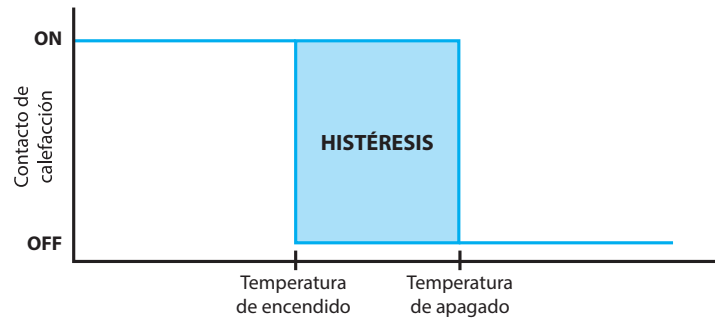 ON
Contacto de
calefacción
HISTÉRESIS
OFF
Temperatura
de encendido
Temperatura
de apagado